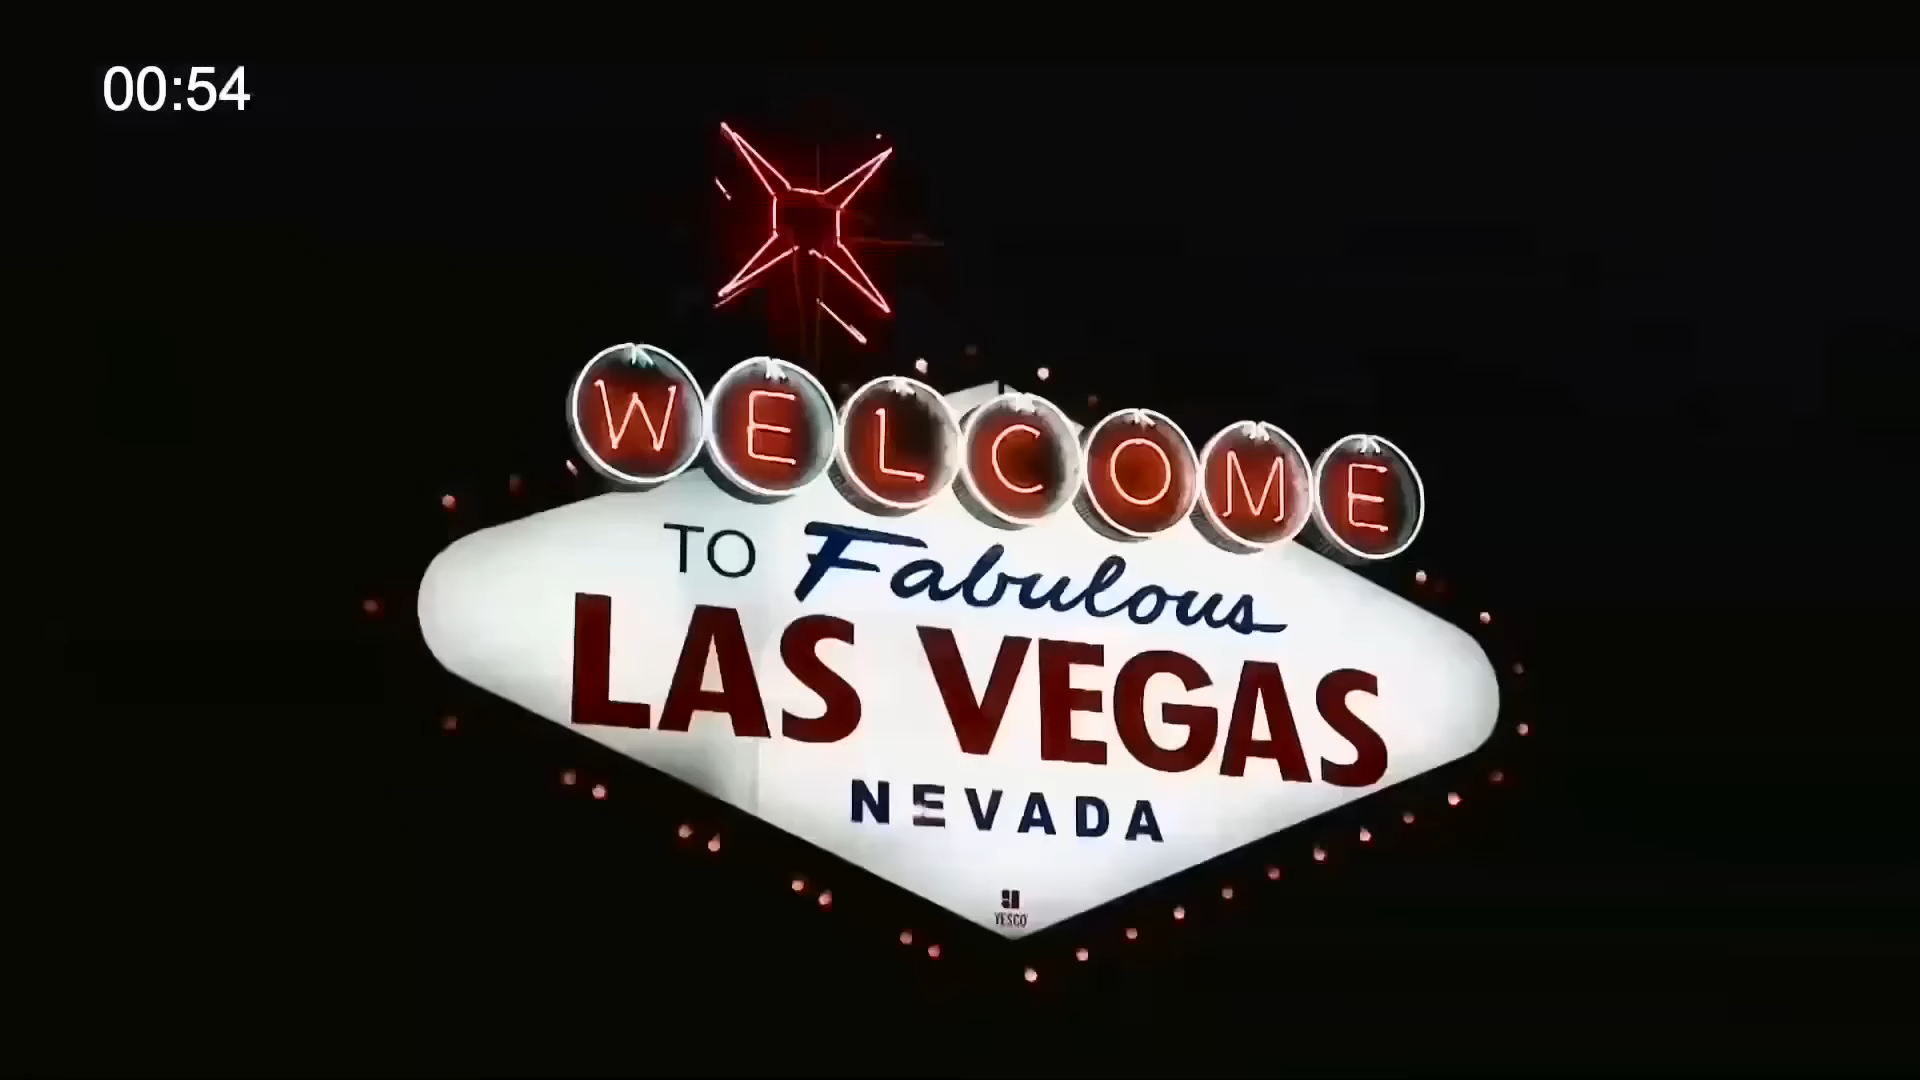 00:54
WELCOME
TO Fabulous
LAS VEGAS
NEVADA
YESCO